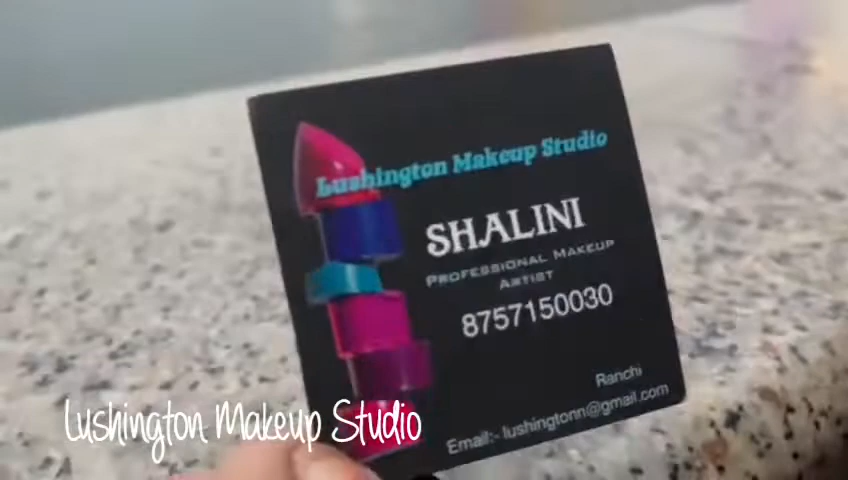 Lushington Makeup Studio
SHALINI
PROFESSIONAL MAKEUP
ARTIST
8757150030
Ranchi
Email:- lushingtonn@gmail.com
Lushington Makeup Studio